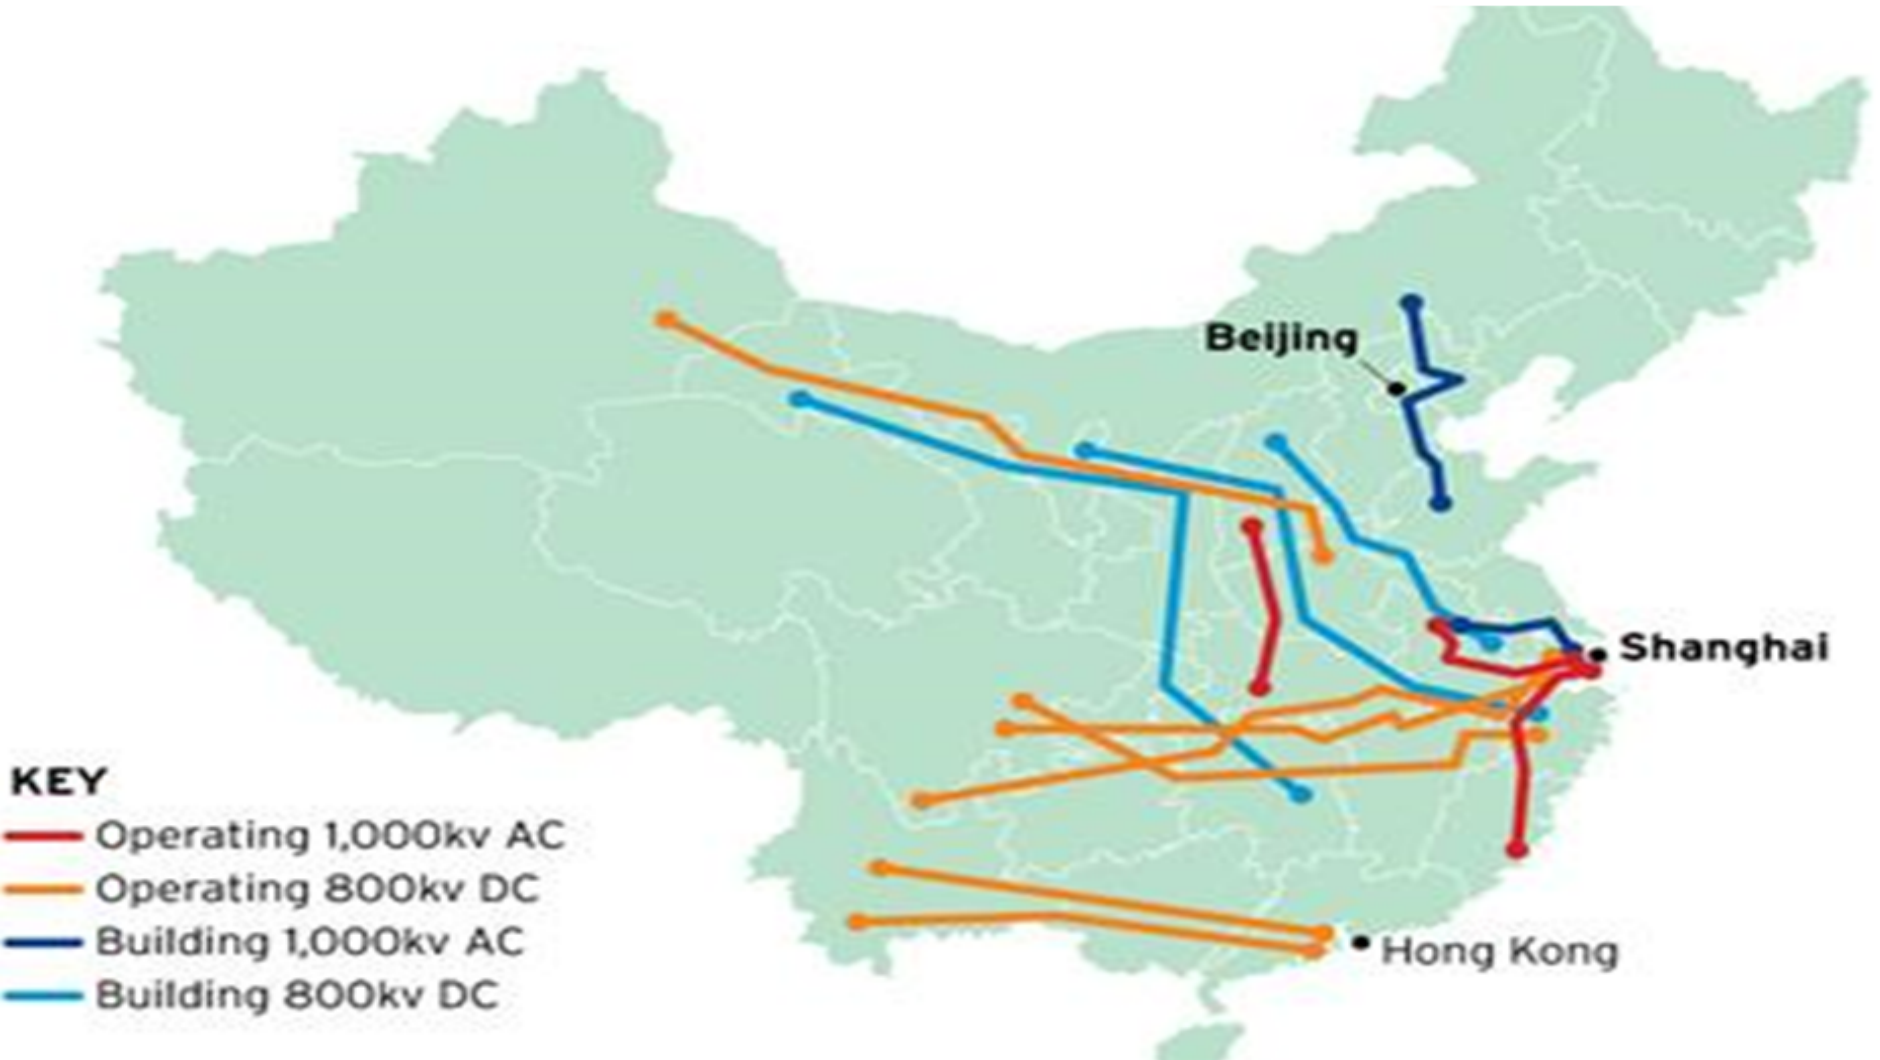 Beijing
Shanghai
KEY
Operating 1,000kv AC
Operating 800kv DC
Building 1,000kv AC
Building 800kv DC
Hong Kong